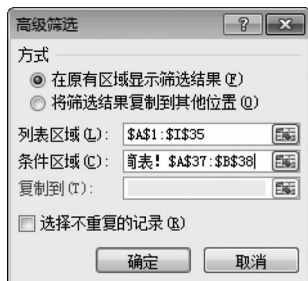 高级筛选
方式
在原有区域显示筛选结果(F)
将筛选结果复制到其他位置(O)
列表区域(L): $A$1:$I$35
条件区域(C): 表! $A$37:$B$38
复制到(T):
选择不重复的记录(R)
确定 取消